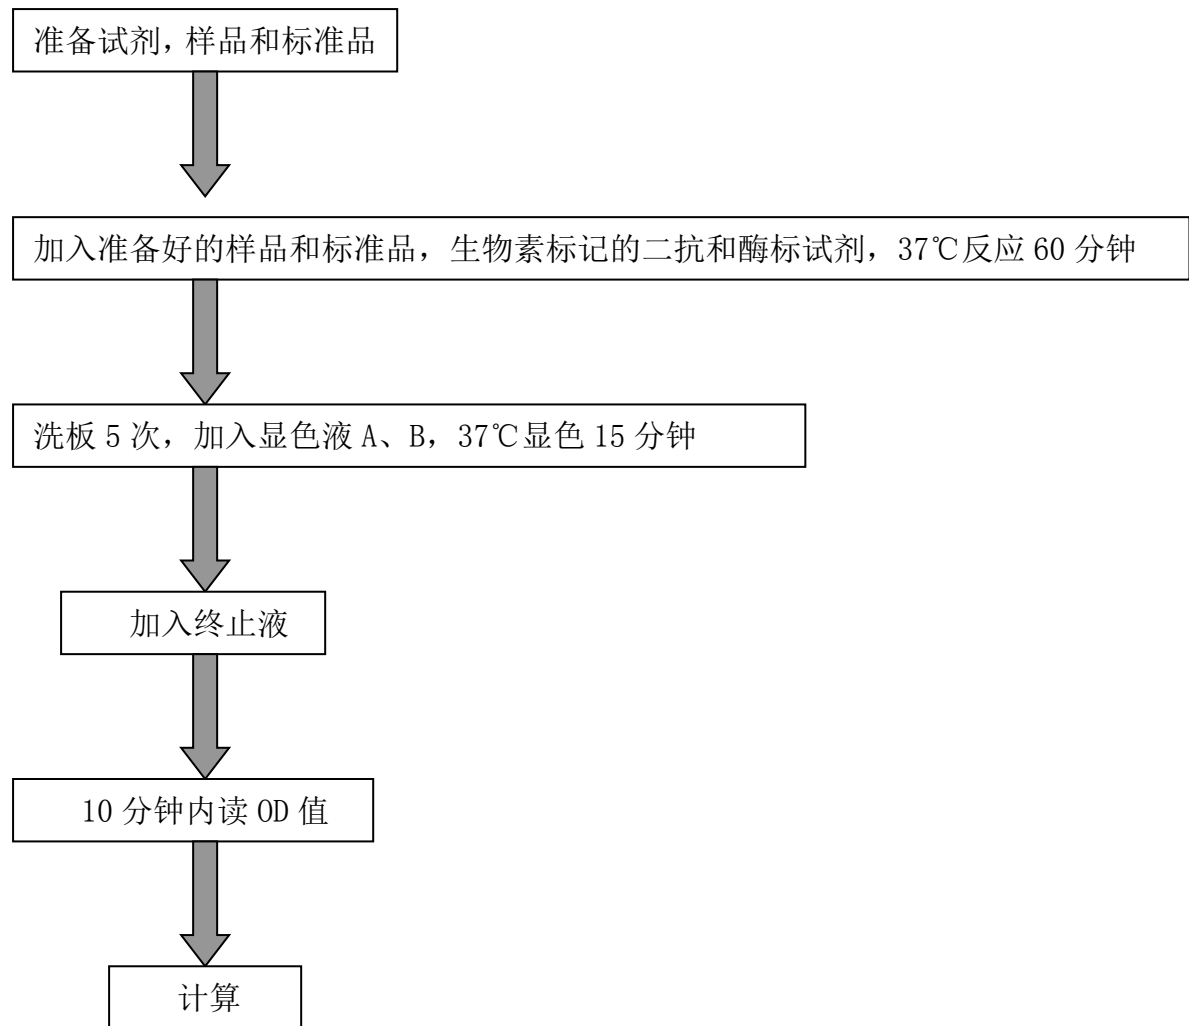 准备试剂，样品和标准品
加入准备好的样品和标准品，生物素标记的二抗和酶标试剂，37℃反应 60 分钟
洗板 5 次，加入显色液 A、B，37℃显色 15 分钟
加入终止液
10 分钟内读 OD 值
计算